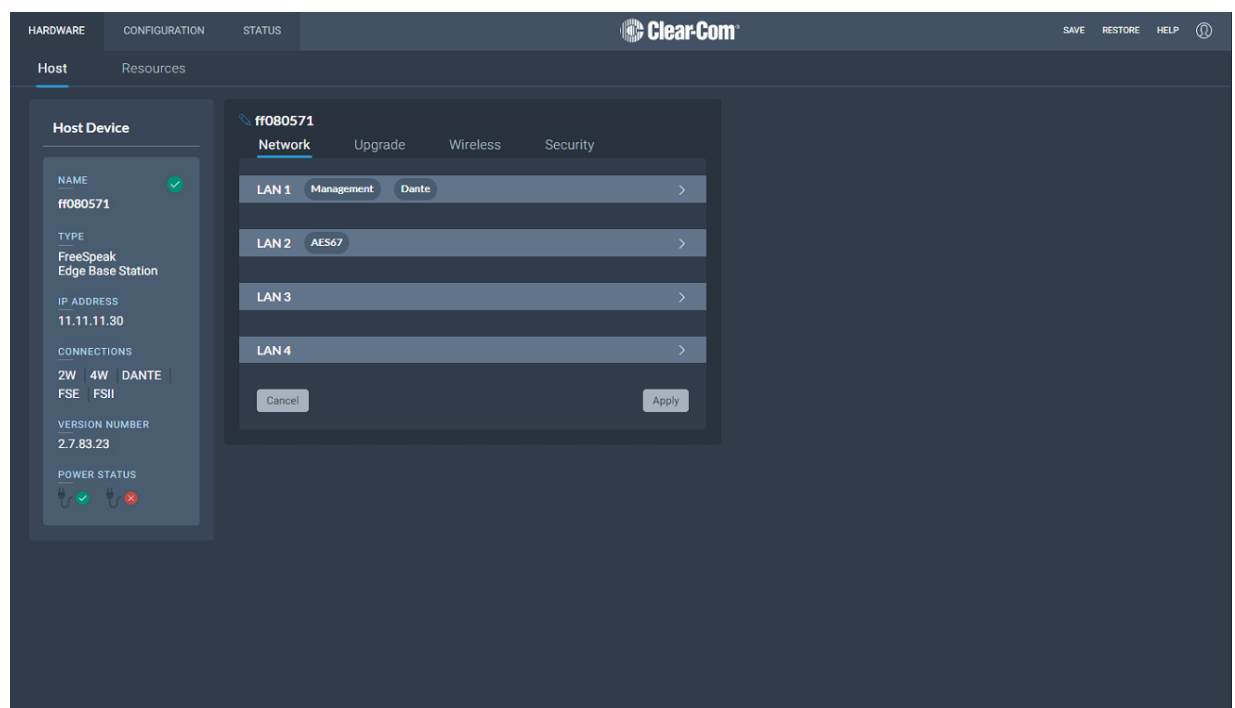 HARDWARE CONFIGURATION STATUS Clear-Com® SAVE RESTORE HELP
Host Resources
Host Device
NAME
ff080571
TYPE
FreeSpeak
Edge Base Station
IP ADDRESS
11.11.11.30
CONNECTIONS
2W 4W DANTE
FSE FSII
VERSION NUMBER
2.7.83.23
POWER STATUS
ff080571
Network Upgrade Wireless Security
LAN 1 Management Dante
LAN 2 AES67
LAN 3
LAN 4
Cancel Apply